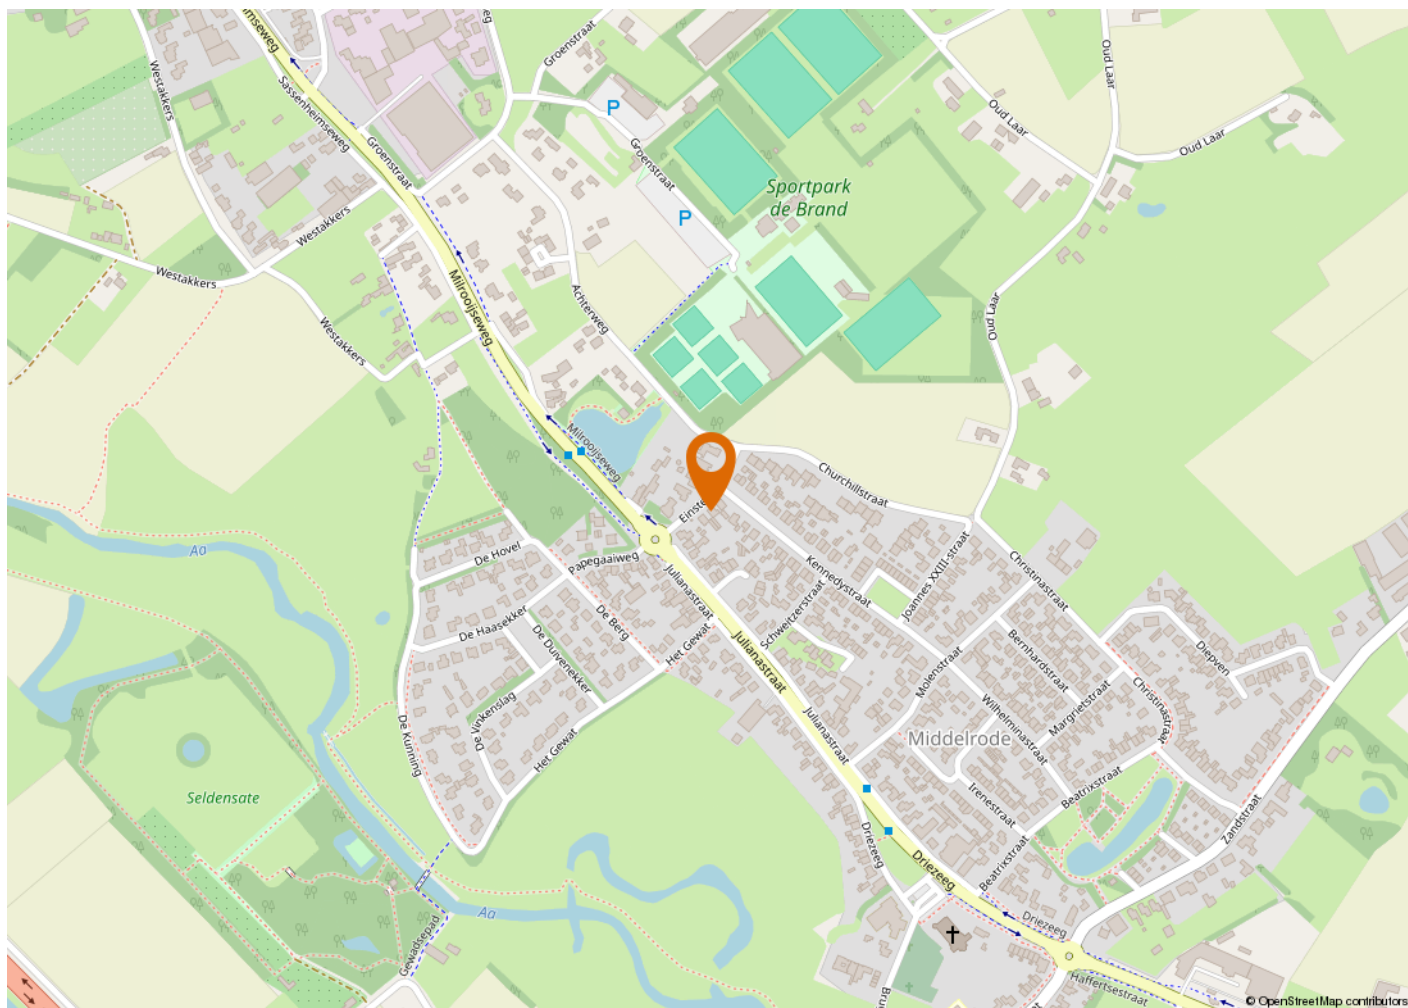 Groenstraat
Westakkers
Sassenheimseweg
Groenstraat
P
Groenstraat
P
Sportpark
de Brand
Oud Laar
Oud Laar
Oud Laar
Oud Laar
Westakkers
Westakkers
Westakkers
Milrooijseweg
Achterweg
Milrooijseweg
Churchillstraat
Aa
De Hovel
Papegaaiweg
Julianastraat
Kennedystraat
Joannes XXIII-straat
Christinastraat
De Haasekker
De Berg
De Duivenekker
Het Gewat
Julianastraat
Schweitzerstraat
Molenstraat
Bernhardstraat
Diepven
De Vinkenslag
Het Gewat
De Kunning
Julianastraat
Wilhelminastraat
Margrietstraat
Christinastraat
Middelrode
Seldensate
Irenestraat
Beatrixstraat
Zandstraat
Driezeeg
Driezeeg
Beatrixstraat
Aa
Gewadsepad
Driezeeg
Haffertsestraat
© OpenStreetMap contributors